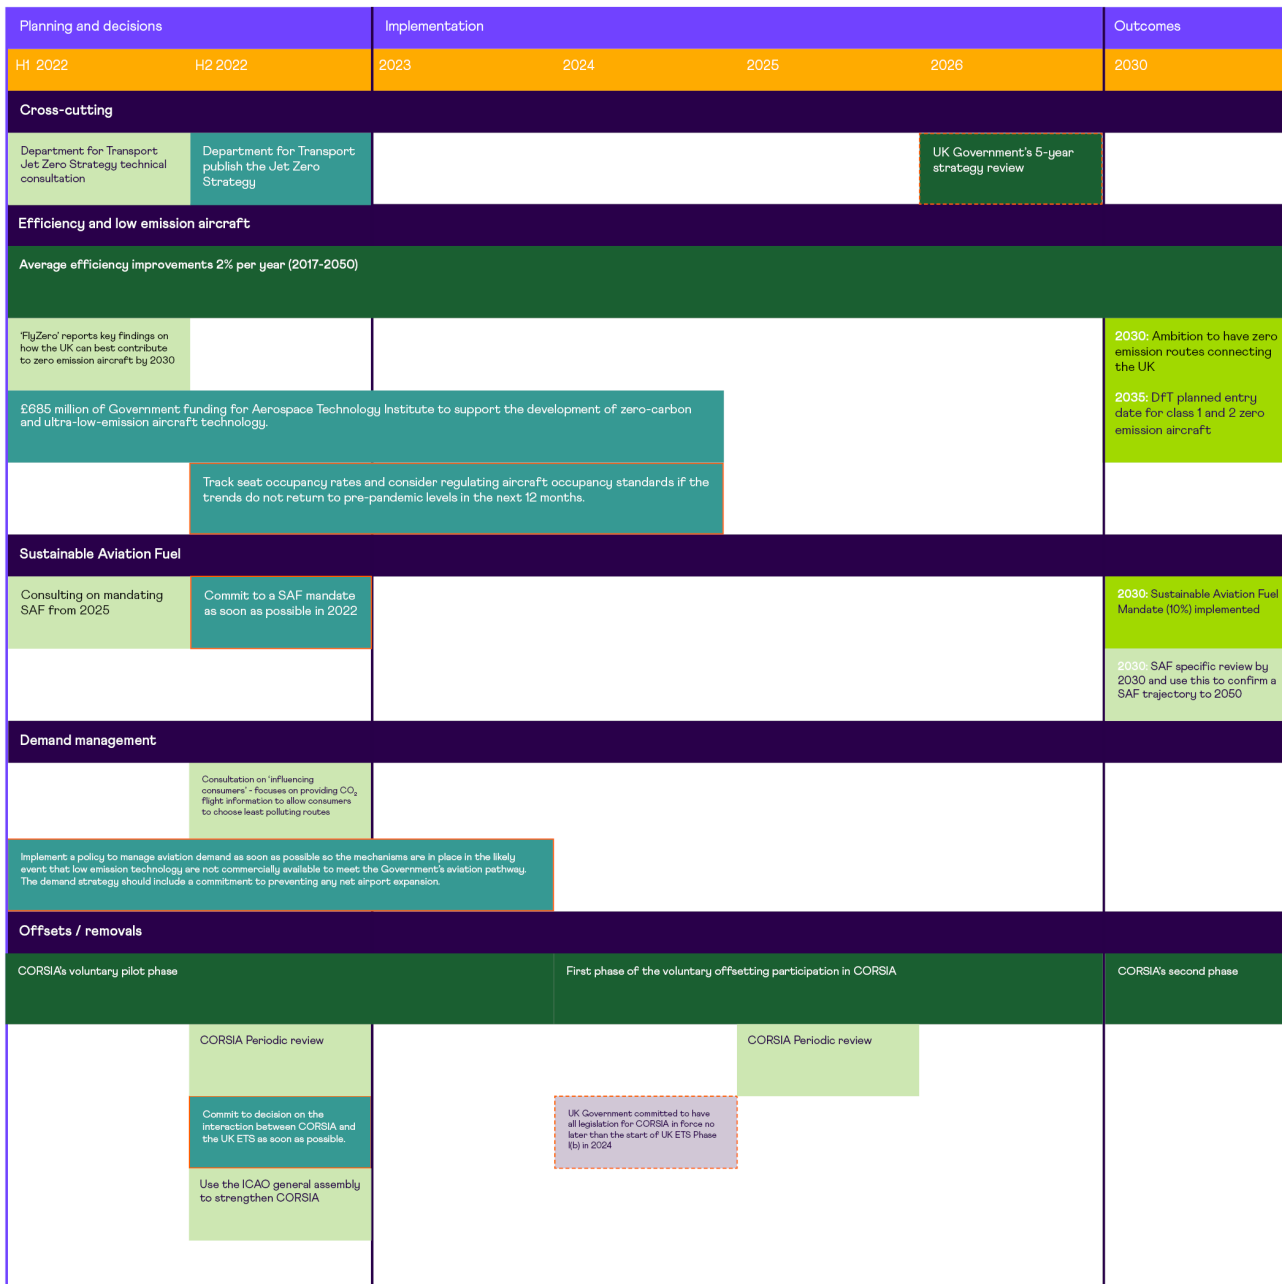 Planning and decisions
Implementation
Outcomes
H1 2022
H2 2022
2023
2024
2025
2026
2030
Cross-cutting
Department for Transport
Jet Zero Strategy technical
consultation
Department for Transport
publish the Jet Zero
Strategy
UK Government's 5-year
strategy review
Efficiency and low emission aircraft
Average efficiency improvements 2% per year (2017-2050)
'FlyZero' reports key findings on
how the UK can best contribute
to zero emission aircraft by 2030
2030: Ambition to have zero
emission routes connecting
the UK
2035: DfT planned entry
date for class 1 and 2 zero
emission aircraft
£685 million of Government funding for Aerospace Technology Institute to support the development of zero-carbon
and ultra-low-emission aircraft technology.
Track seat occupancy rates and consider regulating aircraft occupancy standards if the
trends do not return to pre-pandemic levels in the next 12 months.
Sustainable Aviation Fuel
Consulting on mandating
SAF from 2025
Commit to a SAF mandate
as soon as possible in 2022
2030: Sustainable Aviation Fuel
Mandate (10%) implemented
2030: SAF specific review by
2030 and use this to confirm a
SAF trajectory to 2050
Demand management
Consultation on 'influencing
consumers' - focuses on providing CO₂
flight information to allow consumers
to choose least polluting routes
Implement a policy to manage aviation demand as soon as possible so the mechanisms are in place in the likely
event that low emission technology are not commercially available to meet the Government's aviation pathway.
The demand strategy should include a commitment to preventing any net airport expansion.
Offsets / removals
CORSIA's voluntary pilot phase
First phase of the voluntary offsetting participation in CORSIA
CORSIA's second phase
CORSIA Periodic review
CORSIA Periodic review
Commit to decision on the
interaction between CORSIA and
the UK ETS as soon as possible.
UK Government committed to have
all legislation for CORSIA in force no
later than the start of UK ETS Phase
I(b) in 2024
Use the ICAO general assembly
to strengthen CORSIA